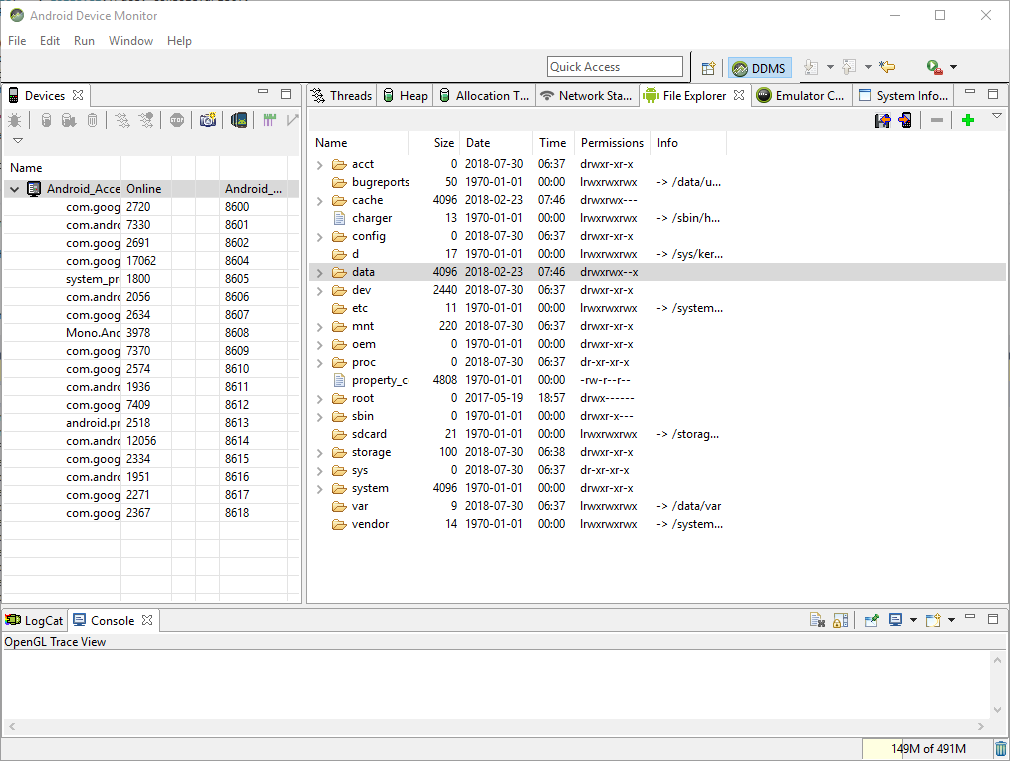 Android Device Monitor
File Edit Run Window Help
Quick Access DDMS
Devices
Name
Android_Acce Online Android_...
com.goog 2720 8600
com.andro 7330 8601
com.goog 2691 8602
com.goog 17062 8604
system_pr 1800 8605
com.andro 2056 8606
com.goog 2634 8607
Mono.And 3978 8608
com.goog 7370 8609
com.goog 2574 8610
com.andro 1936 8611
com.goog 7409 8612
android.pr 2518 8613
com.andro 12056 8614
com.goog 2334 8615
com.andro 1951 8616
com.goog 2271 8617
com.goog 2367 8618
Threads Heap Allocation T... Network Sta... File Explorer Emulator C... System Info...
Name Size Date Time Permissions Info
acct 0 2018-07-30 06:37 drwxr-xr-x
bugreports 50 1970-01-01 00:00 lrwxrwxrwx -> /data/u...
cache 4096 2018-02-23 07:46 drwxrwx---
charger 13 1970-01-01 00:00 lrwxrwxrwx -> /sbin/h...
config 0 2018-07-30 06:37 drwxr-xr-x
d 17 1970-01-01 00:00 lrwxrwxrwx -> /sys/ker...
data 4096 2018-02-23 07:46 drwxrwx--x
dev 2440 2018-07-30 06:37 drwxr-xr-x
etc 11 1970-01-01 00:00 lrwxrwxrwx -> /system...
mnt 220 2018-07-30 06:37 drwxr-xr-x
oem 0 1970-01-01 00:00 drwxr-xr-x
proc 0 2018-07-30 06:37 dr-xr-xr-x
property_c 4808 1970-01-01 00:00 -rw-r--r--
root 0 2017-05-19 18:57 drwx------
sbin 0 1970-01-01 00:00 drwxr-x---
sdcard 21 1970-01-01 00:00 lrwxrwxrwx -> /storag...
storage 100 2018-07-30 06:38 drwxr-xr-x
sys 0 2018-07-30 06:37 dr-xr-xr-x
system 4096 1970-01-01 00:00 drwxr-xr-x
var 9 2018-07-30 06:37 lrwxrwxrwx -> /data/var
vendor 14 1970-01-01 00:00 lrwxrwxrwx -> /system...
LogCat Console
OpenGL Trace View
149M of 491M